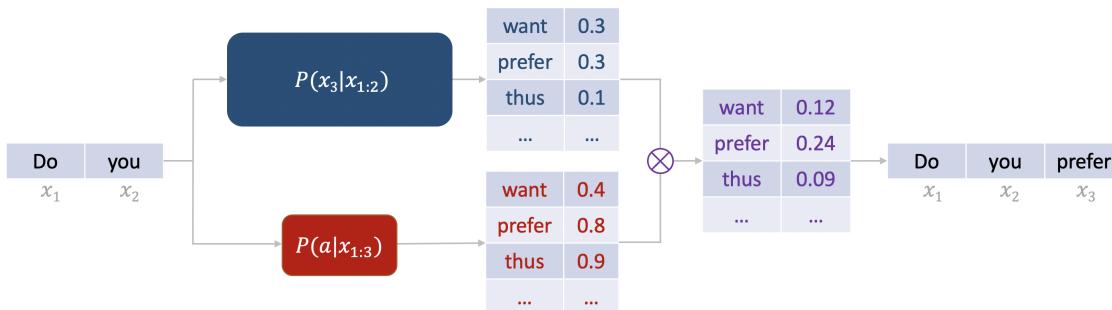 Do you
x₁ x₂
P(x₃|x₁:₂)
P(a|x₁:₃)
want 0.3
prefer 0.3
thus 0.1
... ...
want 0.4
prefer 0.8
thus 0.9
... ...
⊗
want 0.12
prefer 0.24
thus 0.09
... ...
Do you prefer
x₁ x₂ x₃